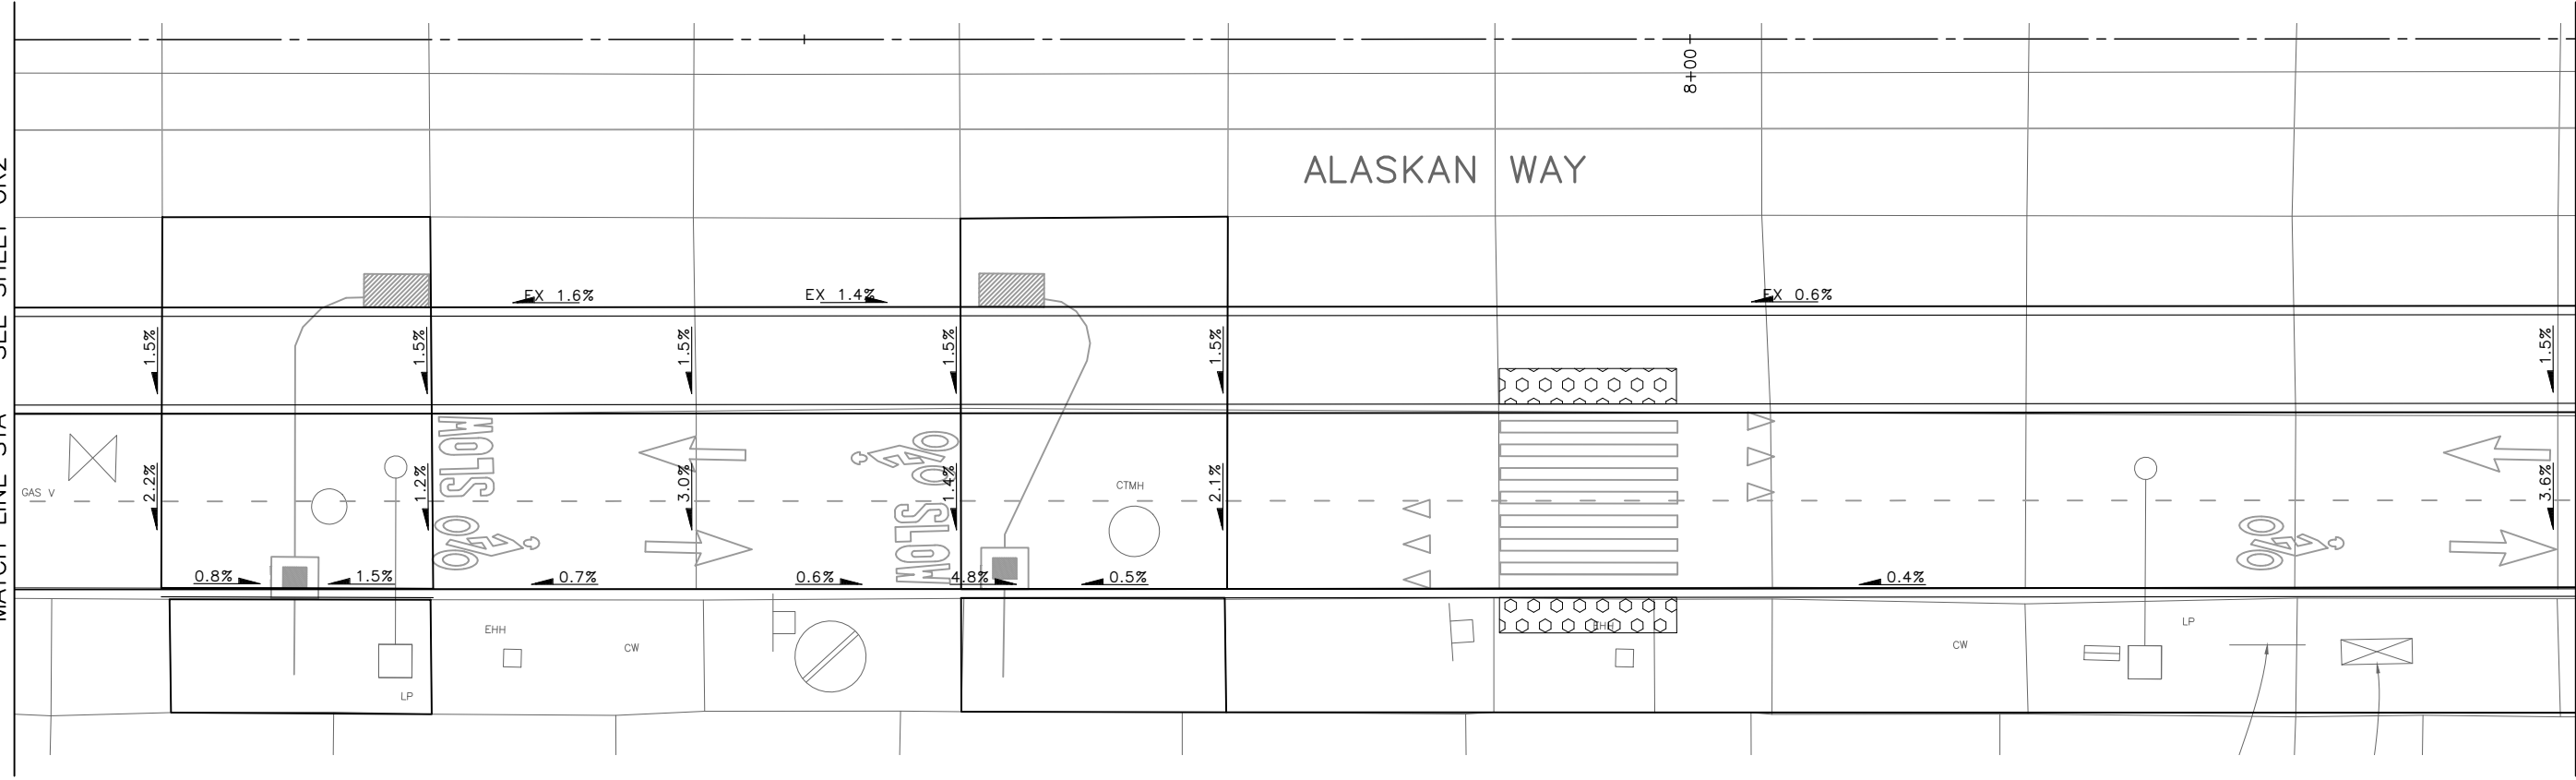 8+00
ALASKAN WAY
EX 1.6%
EX 1.4%
EX 0.6%
1.5%
1.5%
1.5%
1.5%
1.5%
1.5%
GAS V
2.2%
1.2%
SLOW
3.0%
1.4%
SLOW
CTMH
2.1%
3.6%
0.8%
1.5%
0.7%
0.6%
4.8%
0.5%
0.4%
EHH
CW
EHH
CW
LP
LP
MATCH LINE STA SEE SHEET GR2